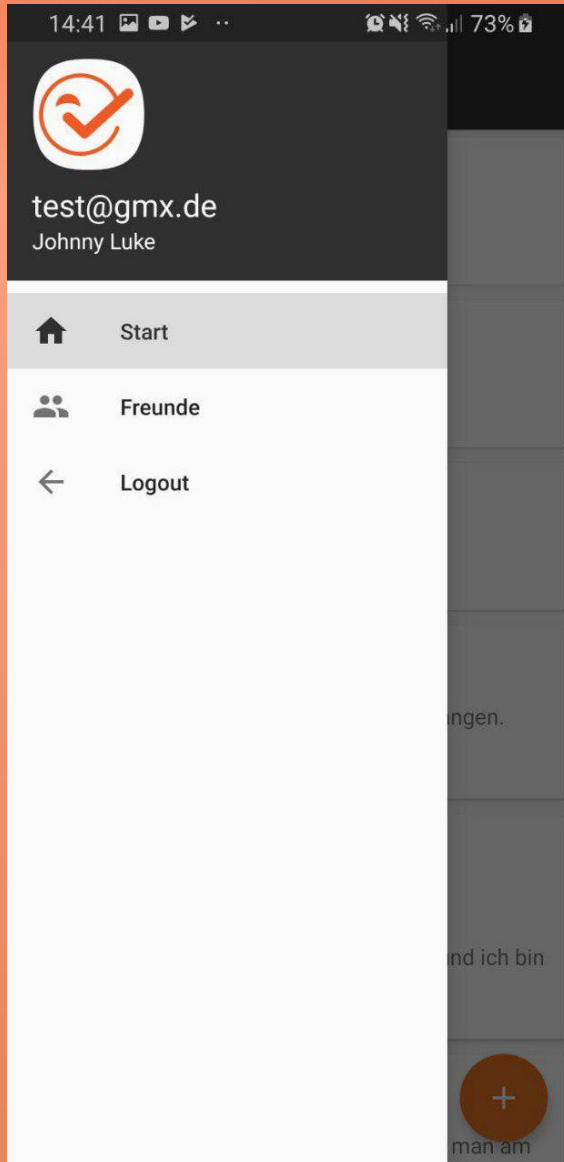 14:41
73%
test@gmx.de
Johnny Luke
Start
Freunde
Logout
ngen.
nd ich bin
+
man am